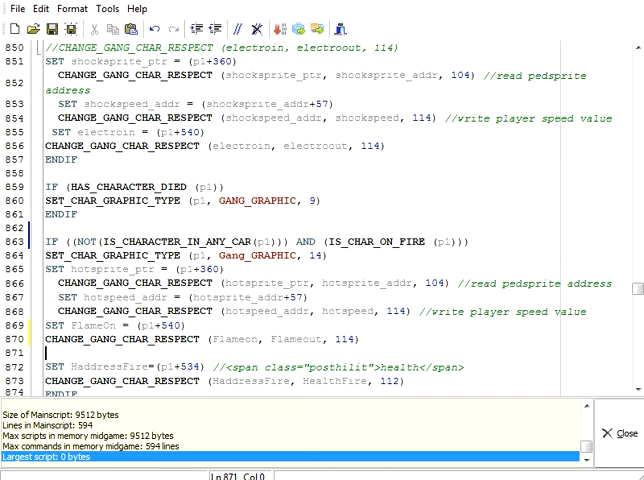 File Edit Format Tools Help
850 //CHANGE_GANG_CHAR_RESPECT (electroin, electroout, 114)
851 SET shocksprite_ptr = (p1+360)
852 CHANGE_GANG_CHAR_RESPECT (shocksprite_ptr, shocksprite_addr, 104) //read pedsprite
address
853 SET shockspeed_addr = (shocksprite_addr+57)
854 CHANGE_GANG_CHAR_RESPECT (shockspeed_addr, shockspeed, 114) //write player speed value
855 SET electroin = (p1+540)
856 CHANGE_GANG_CHAR_RESPECT (electroin, electroout, 114)
857 ENDIF
858
859 IF (HAS_CHARACTER_DIED (p1))
860 SET_CHAR_GRAPHIC_TYPE (p1, GANG_GRAPHIC, 9)
861 ENDIF
862
863 IF ((NOT(IS_CHARACTER_IN_ANY_CAR(p1))) AND (IS_CHAR_ON_FIRE (p1)))
864 SET_CHAR_GRAPHIC_TYPE (p1, Gang_GRAPHIC, 14)
865 SET hotsprite_ptr = (p1+360)
866 CHANGE_GANG_CHAR_RESPECT (hotsprite_ptr, hotsprite_addr, 104) //read pedsprite address
867 SET hotspeed_addr = (hotsprite_addr+57)
868 CHANGE_GANG_CHAR_RESPECT (hotspeed_addr, hotspeed, 114) //write player speed value
869 SET FlameOn = (p1+540)
870 CHANGE_GANG_CHAR_RESPECT (Flameon, Flameout, 114)
871
872 SET HaddressFire=(p1+534) //<span class="posthilit">health</span>
873 CHANGE_GANG_CHAR_RESPECT (HaddressFire, HealthFire, 112)
874 ENDIF
Size of Mainscript: 9512 bytes
Lines in Mainscript: 594
Max scripts in memory midgame: 9512 bytes
Max commands in memory midgame: 594 lines
Largest script: 0 bytes
Close
Ln 871, Col 0